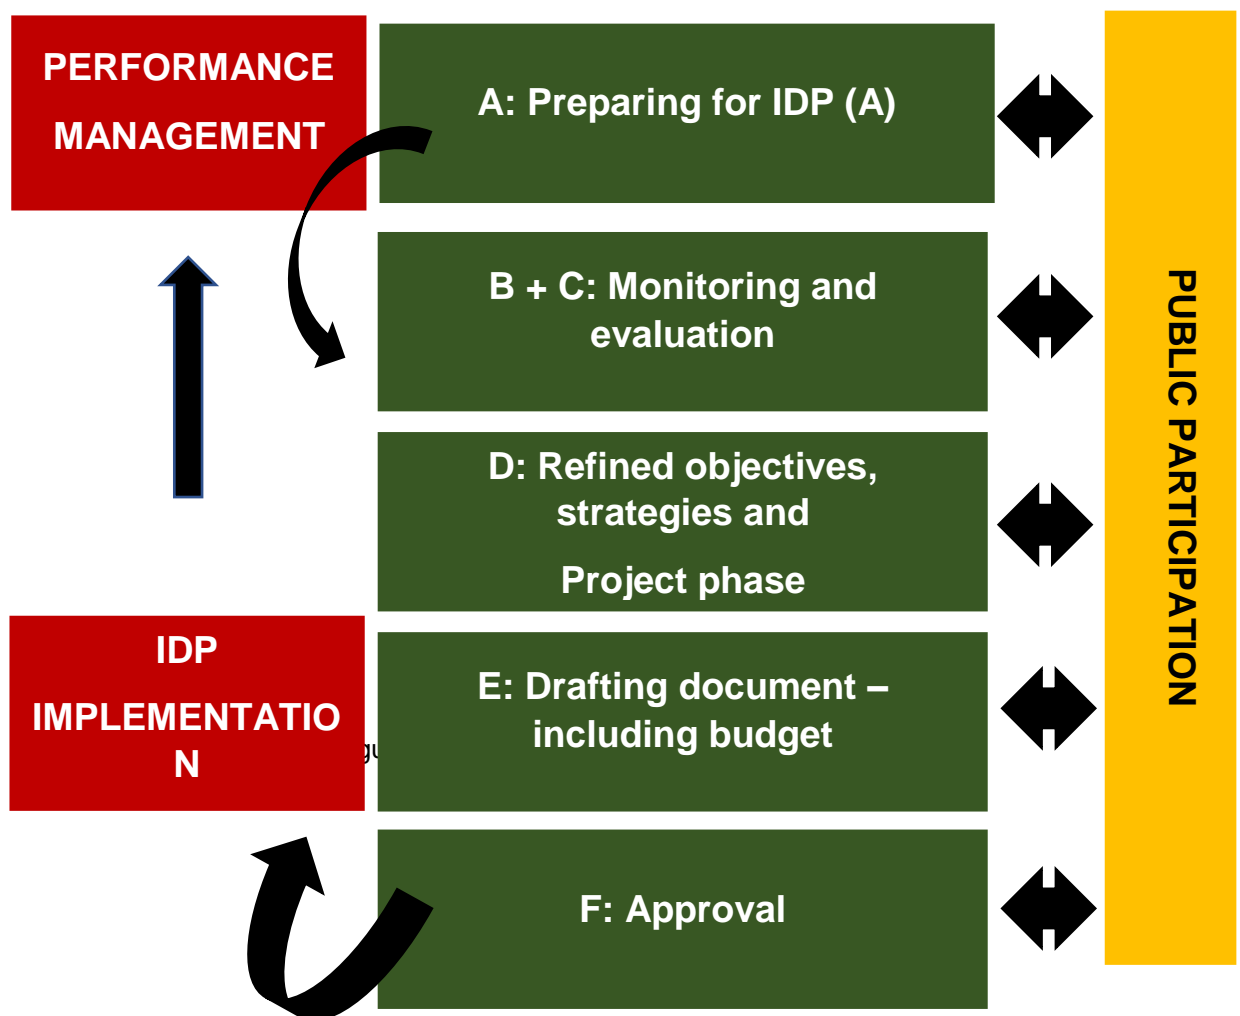 PERFORMANCE
MANAGEMENT
A: Preparing for IDP (A)
B + C: Monitoring and
evaluation
D: Refined objectives,
strategies and
Project phase
IDP
IMPLEMENTATIO
N
E: Drafting document –
including budget
F: Approval
PUBLIC PARTICIPATION